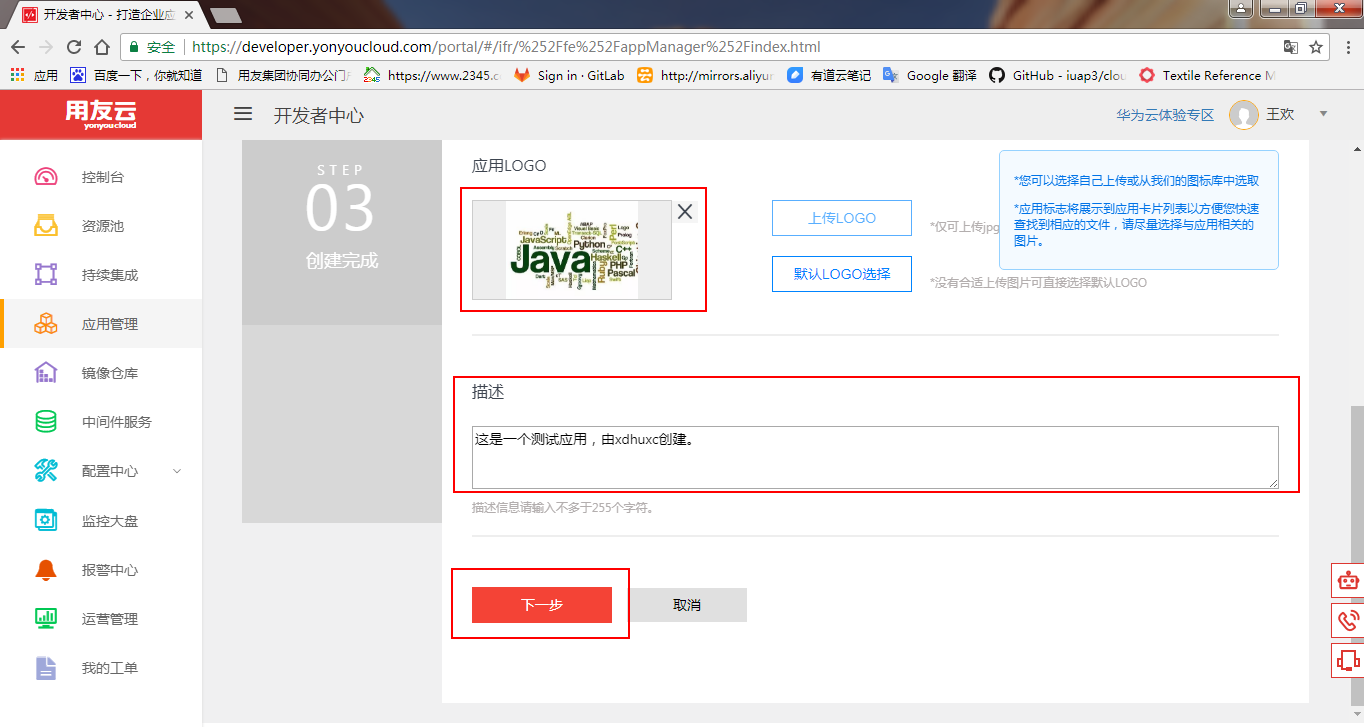 开发者中心 - 打造企业应
安全
https://developer.yonyoucloud.com/portal/#/ifr/%252Ffe%252FappManager%252Findex.html
应用
百度一下，你就知道
用友集团协同办公门户
https://www.2345.c
Sign in · GitLab
http://mirrors.aliyun
有道云笔记
Google 翻译
GitHub - iuap3/clou
Textile Reference M
用友云
yonyoucloud
开发者中心
华为云体验专区
王欢
控制台
资源池
持续集成
应用管理
镜像仓库
中间件服务
配置中心
监控大盘
报警中心
运营管理
我的工单
STEP
03
创建完成
应用LOGO
JavaScript
Python
Java
Haskell
C++
Ruby
PHP
Perl
Pascal
上传LOGO
*仅可上传jpg
默认LOGO选择
*没有合适上传图片可直接选择默认LOGO
*您可以选择自己上传或从我们的图标库中选取
*应用标志将展示到应用卡片列表以方便您快速
查找到相应的文件，请尽量选择与应用相关的
图片。
描述
这是一个测试应用，由xdhuxc创建。
描述信息请输入不多于255个字符。
下一步
取消